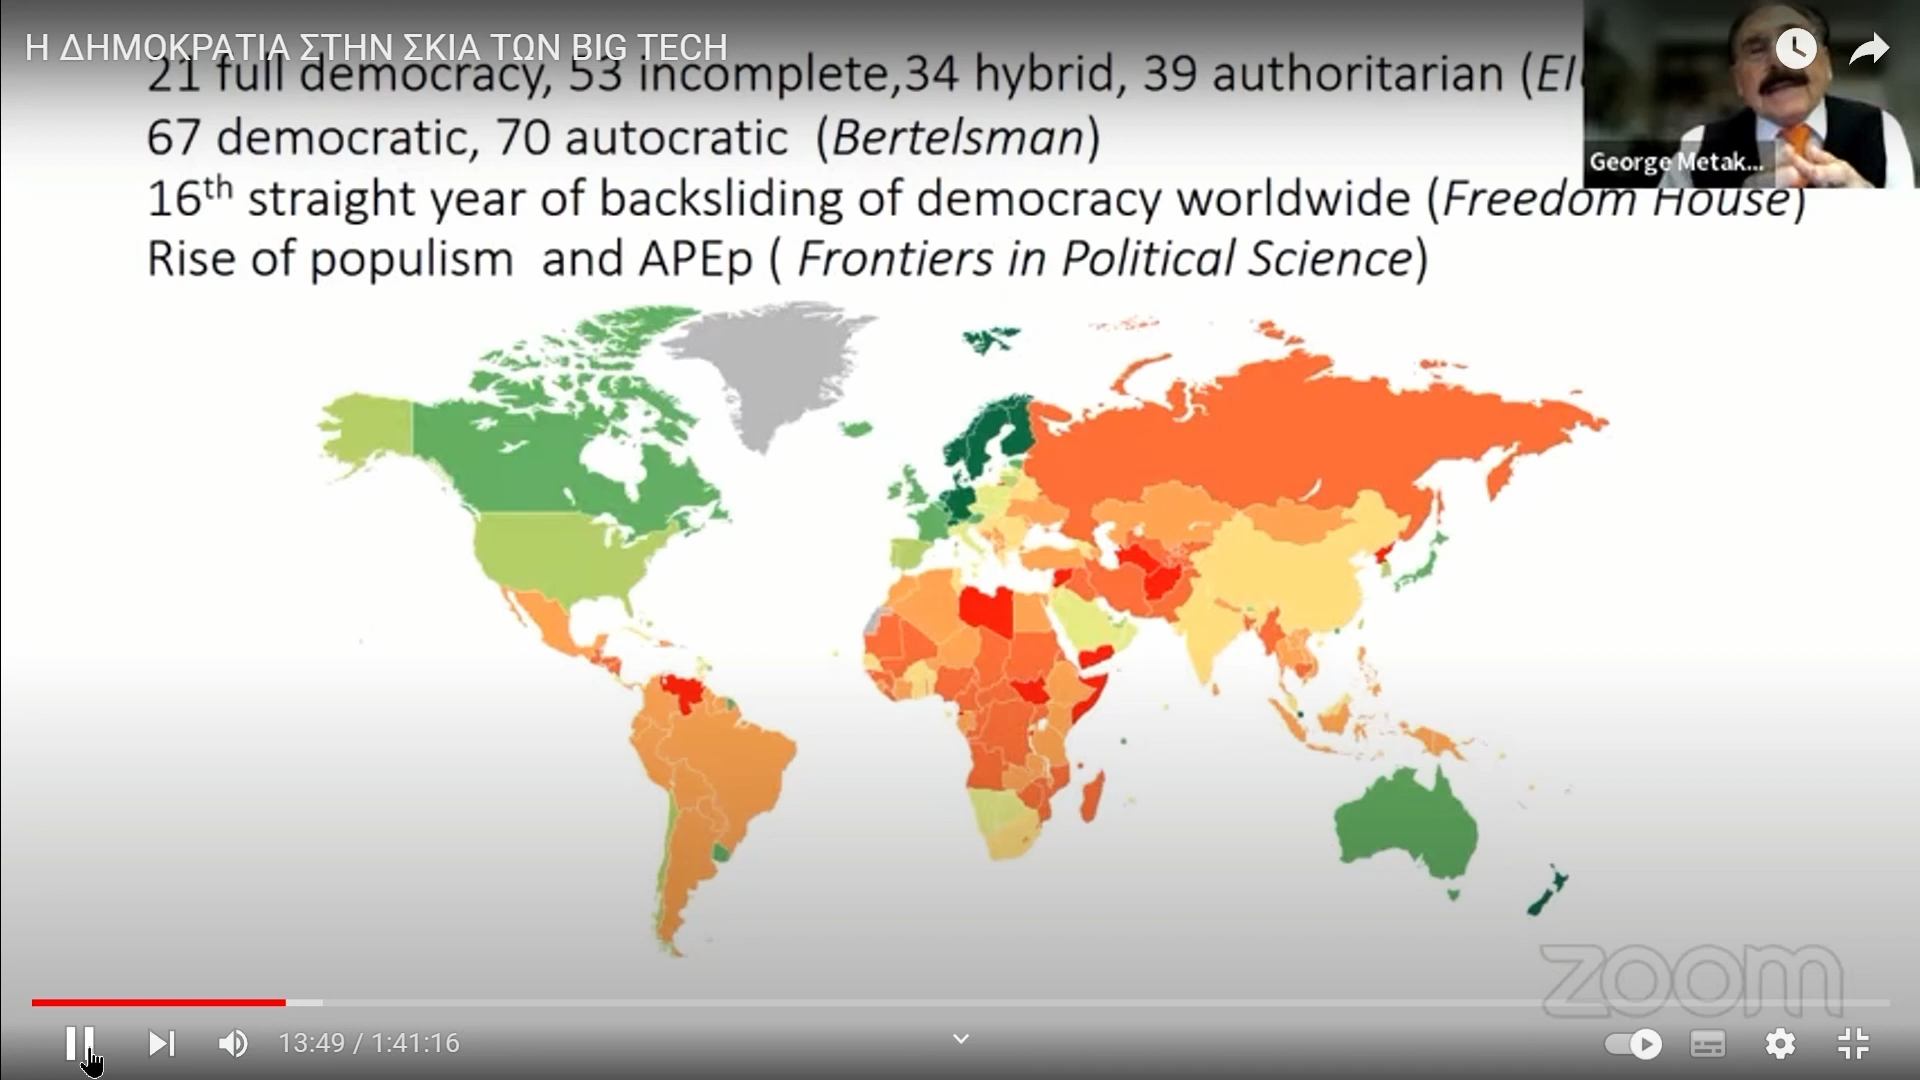 Η ΔΗΜΟΚΡΑΤΙΑ ΣΤΗΝ ΣΚΙΑ ΤΩΝ BIG TECH
21 full democracy, 53 incomplete,34 hybrid, 39 authoritarian (
67 democratic, 70 autocratic (Bertelsman)
George Metak...
16th straight year of backsliding of democracy worldwide (Freedom House)
Rise of populism and APEp ( Frontiers in Political Science)
zoom
13:49 / 1:41:16